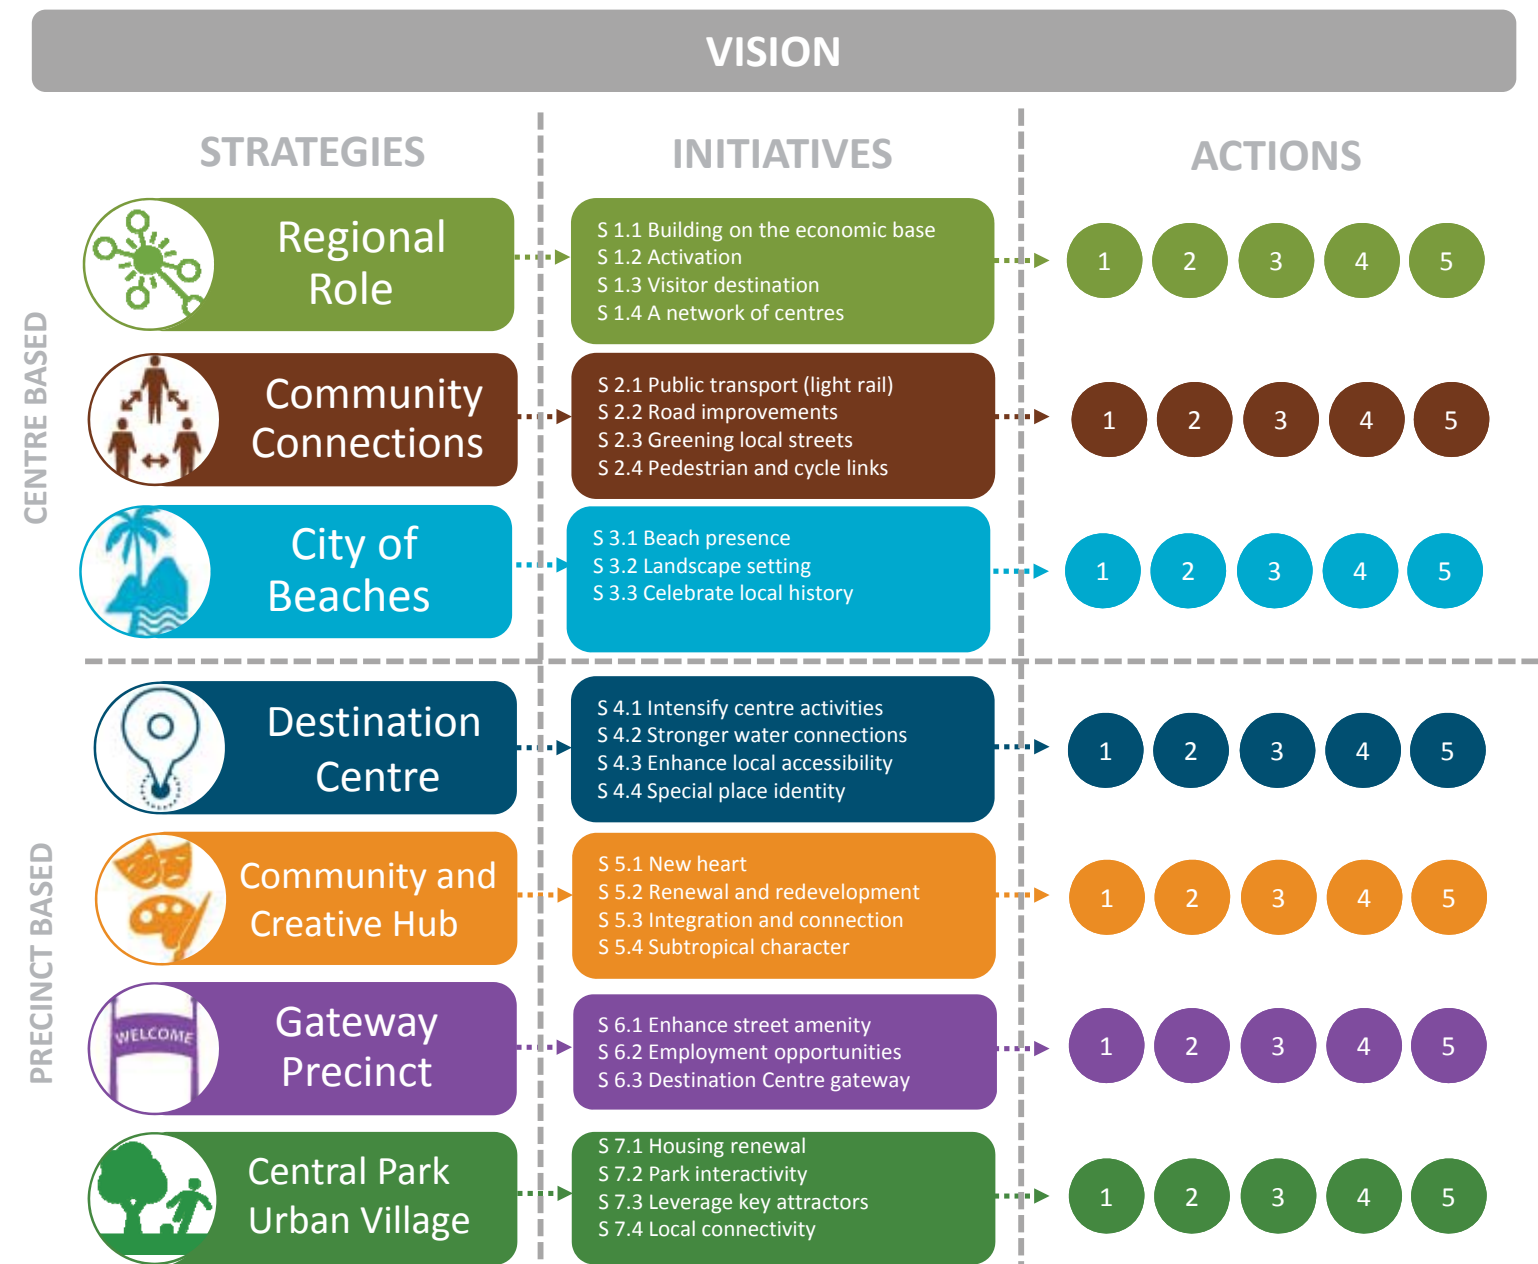 VISION
STRATEGIES
INITIATIVES
ACTIONS
CENTRE BASED
Regional
Role
S 1.1 Building on the economic base
S 1.2 Activation
S 1.3 Visitor destination
S 1.4 A network of centres
1 2 3 4 5
Community
Connections
S 2.1 Public transport (light rail)
S 2.2 Road improvements
S 2.3 Greening local streets
S 2.4 Pedestrian and cycle links
1 2 3 4 5
City of
Beaches
S 3.1 Beach presence
S 3.2 Landscape setting
S 3.3 Celebrate local history
1 2 3 4 5
PRECINCT BASED
Destination
Centre
S 4.1 Intensify centre activities
S 4.2 Stronger water connections
S 4.3 Enhance local accessibility
S 4.4 Special place identity
1 2 3 4 5
Community and
Creative Hub
S 5.1 New heart
S 5.2 Renewal and redevelopment
S 5.3 Integration and connection
S 5.4 Subtropical character
1 2 3 4 5
WELCOME
Gateway
Precinct
S 6.1 Enhance street amenity
S 6.2 Employment opportunities
S 6.3 Destination Centre gateway
1 2 3 4 5
Central Park
Urban Village
S 7.1 Housing renewal
S 7.2 Park interactivity
S 7.3 Leverage key attractors
S 7.4 Local connectivity
1 2 3 4 5